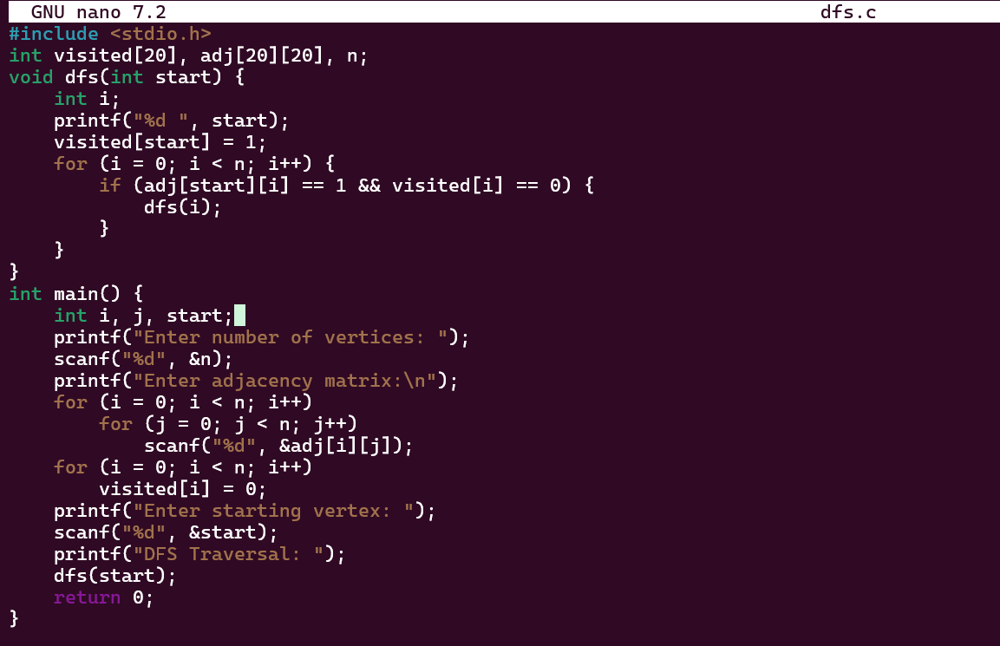 GNU nano 7.2 dfs.c
#include <stdio.h>
int visited[20], adj[20][20], n;
void dfs(int start) {
    int i;
    printf("%d ", start);
    visited[start] = 1;
    for (i = 0; i < n; i++) {
        if (adj[start][i] == 1 && visited[i] == 0) {
            dfs(i);
        }
    }
}
int main() {
    int i, j, start;
    printf("Enter number of vertices: ");
    scanf("%d", &n);
    printf("Enter adjacency matrix:\n");
    for (i = 0; i < n; i++)
        for (j = 0; j < n; j++)
            scanf("%d", &adj[i][j]);
    for (i = 0; i < n; i++)
        visited[i] = 0;
    printf("Enter starting vertex: ");
    scanf("%d", &start);
    printf("DFS Traversal: ");
    dfs(start);
    return 0;
}